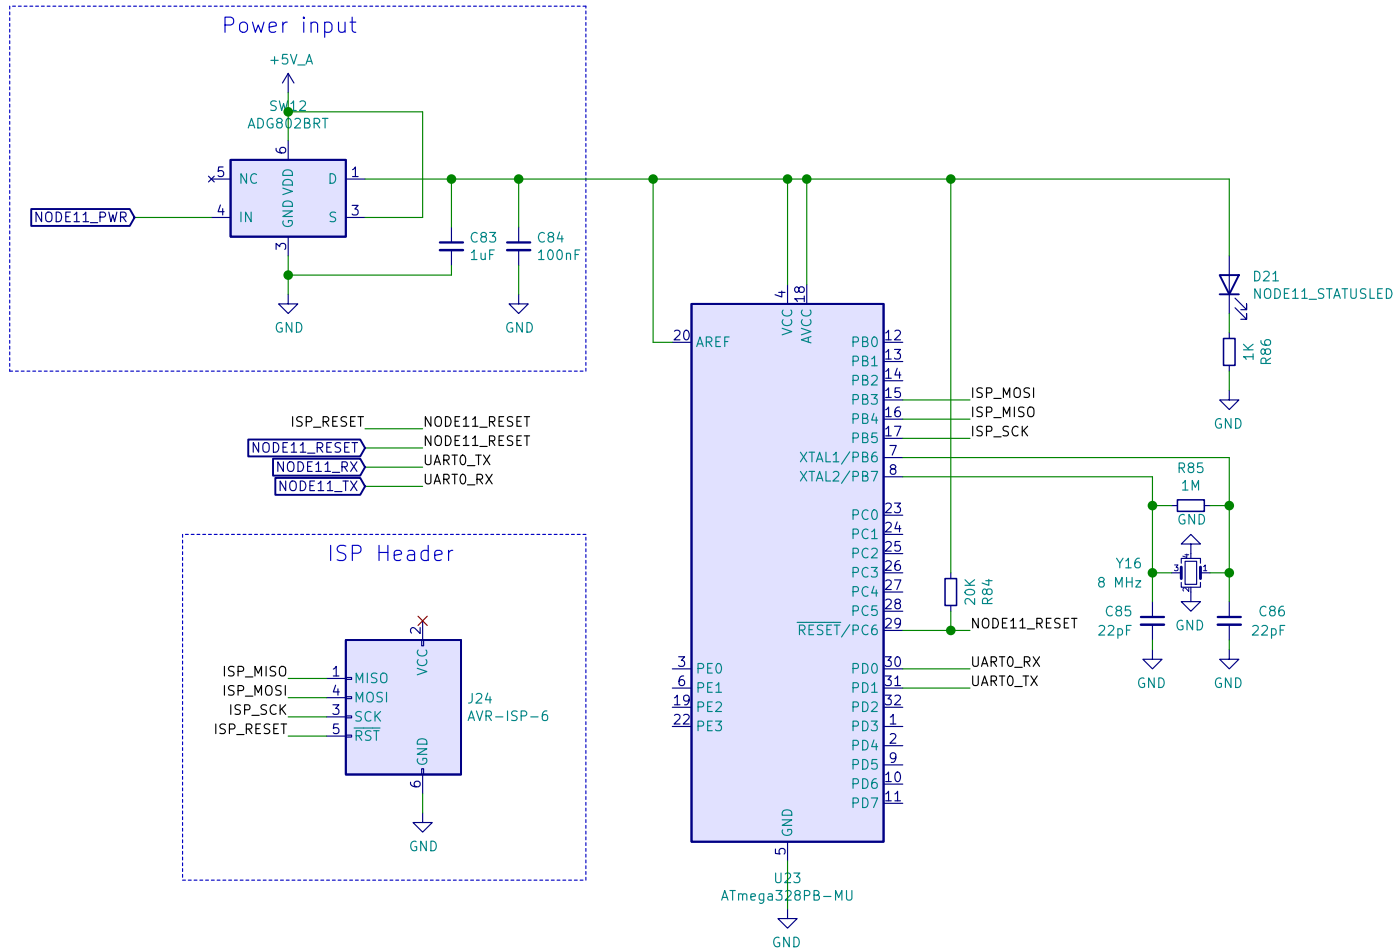 Power input
+5V_A
SW12
ADG802BRT
6
5 NC VDD D 1
NODE11_PWR 4 IN GND S 3
3
GND
C83
1uF
C84
100nF
GND
ISP_RESET NODE11_RESET
NODE11_RESET NODE11_RESET
NODE11_RX UART0_TX
NODE11_TX UART0_RX
ISP Header
2
VCC
ISP_MISO 1 MISO
ISP_MOSI 4 MOSI
ISP_SCK 3 SCK
ISP_RESET 5 RST
GND
6
GND
J24
AVR-ISP-6
4 18
VCC AVCC
20 AREF
PB0 12
PB1 13
PB2 14
PB3 15 ISP_MOSI
PB4 16 ISP_MISO
PB5 17 ISP_SCK
XTAL1/PB6 7
XTAL2/PB7 8
PC0 23
PC1 24
PC2 25
PC3 26
PC4 27
PC5 28
RESET/PC6 29 NODE11_RESET
3 PE0
6 PE1
19 PE2
22 PE3
PD0 30 UART0_RX
PD1 31 UART0_TX
PD2 32
PD3 1
PD4 2
PD5 9
PD6 10
PD7 11
GND
5
U23
ATmega328PB-MU
GND
20K
R84
D21
NODE11_STATUSLED
1K
R86
GND
R85
1M
GND
Y16
8 MHz
4
3 1
2
GND
C85
22pF
GND
C86
22pF
GND